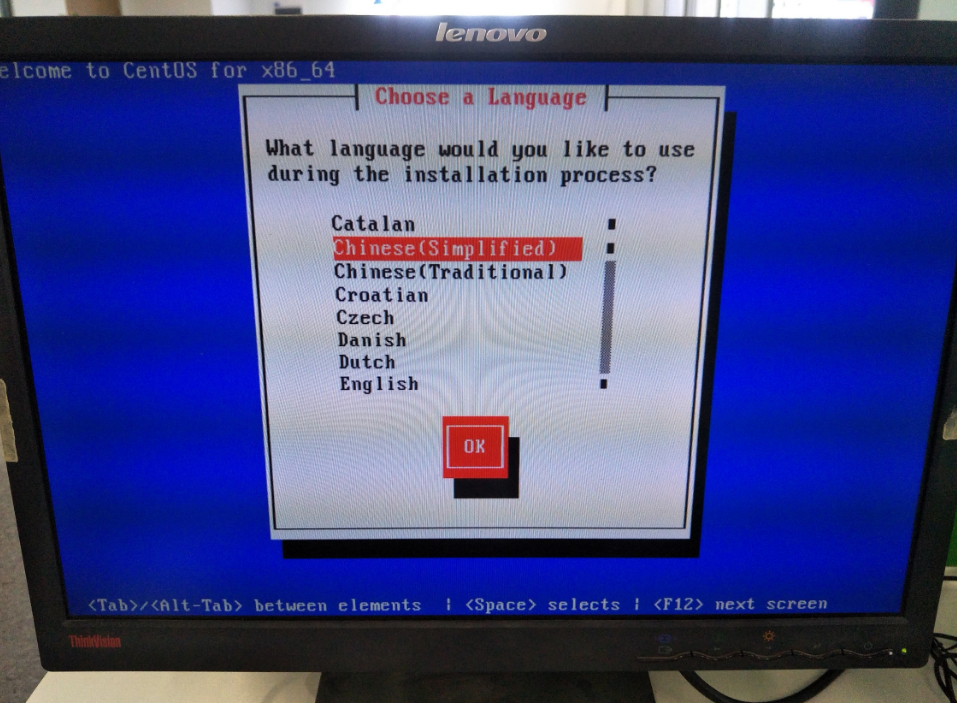 lenovo
elcome to CentOS for x86_64
Choose a Language
What language would you like to use
during the installation process?
Catalan
Chinese(Simplified)
Chinese(Traditional)
Croatian
Czech
Danish
Dutch
English
OK
<Tab>/<Alt-Tab> between elements | <Space> selects | <F12> next screen
ThinkVision